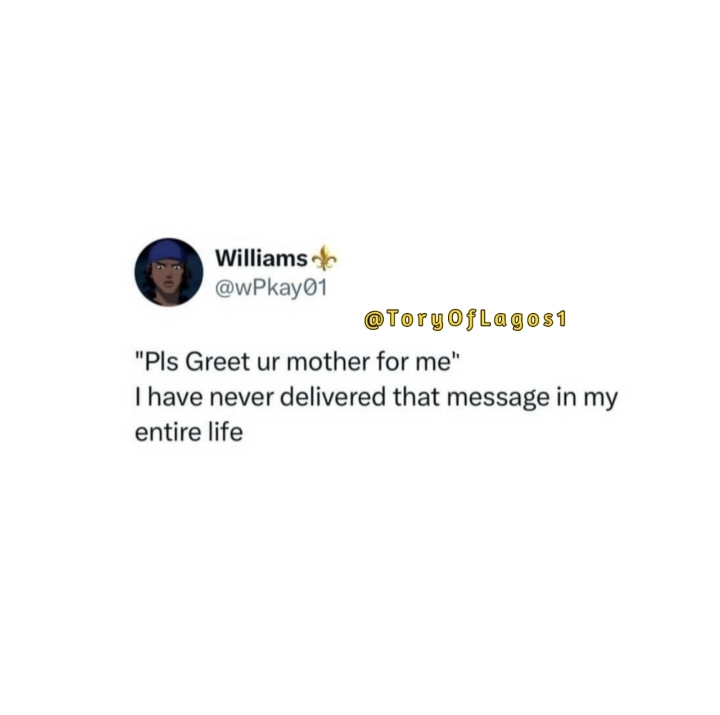 Williams⚜️
@wPkay01
@ToryOfLagos1
"Pls Greet ur mother for me"
I have never delivered that message in my
entire life